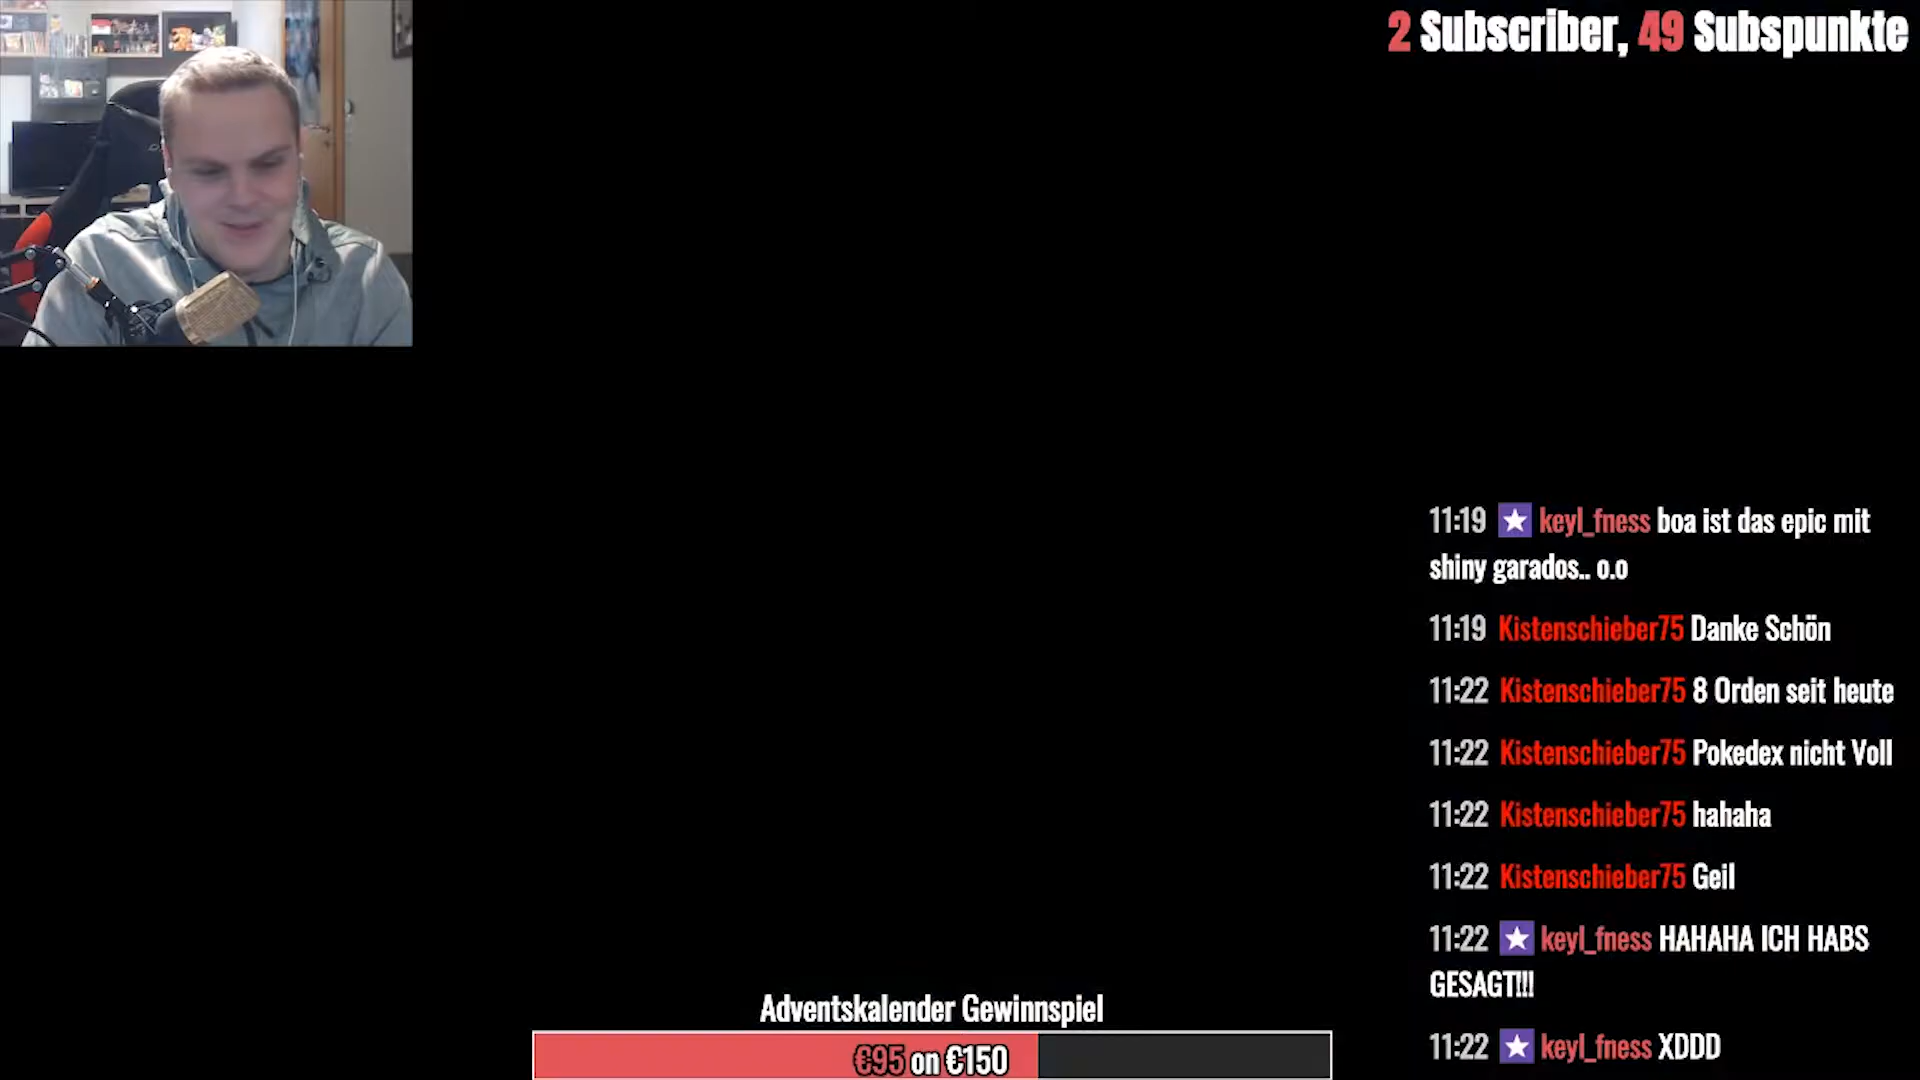 2 Subscriber, 49 Subspunkte
11:19 keyl_fness boa ist das epic mit
shiny garados.. o.o
11:19 Kistenschieber75 Danke Schön
11:22 Kistenschieber75 8 Orden seit heute
11:22 Kistenschieber75 Pokedex nicht Voll
11:22 Kistenschieber75 hahaha
11:22 Kistenschieber75 Geil
11:22 keyl_fness HAHAHA ICH HABS
GESAGT!!!
11:22 keyl_fness XDDD
Adventskalender Gewinnspiel
€95 on €150